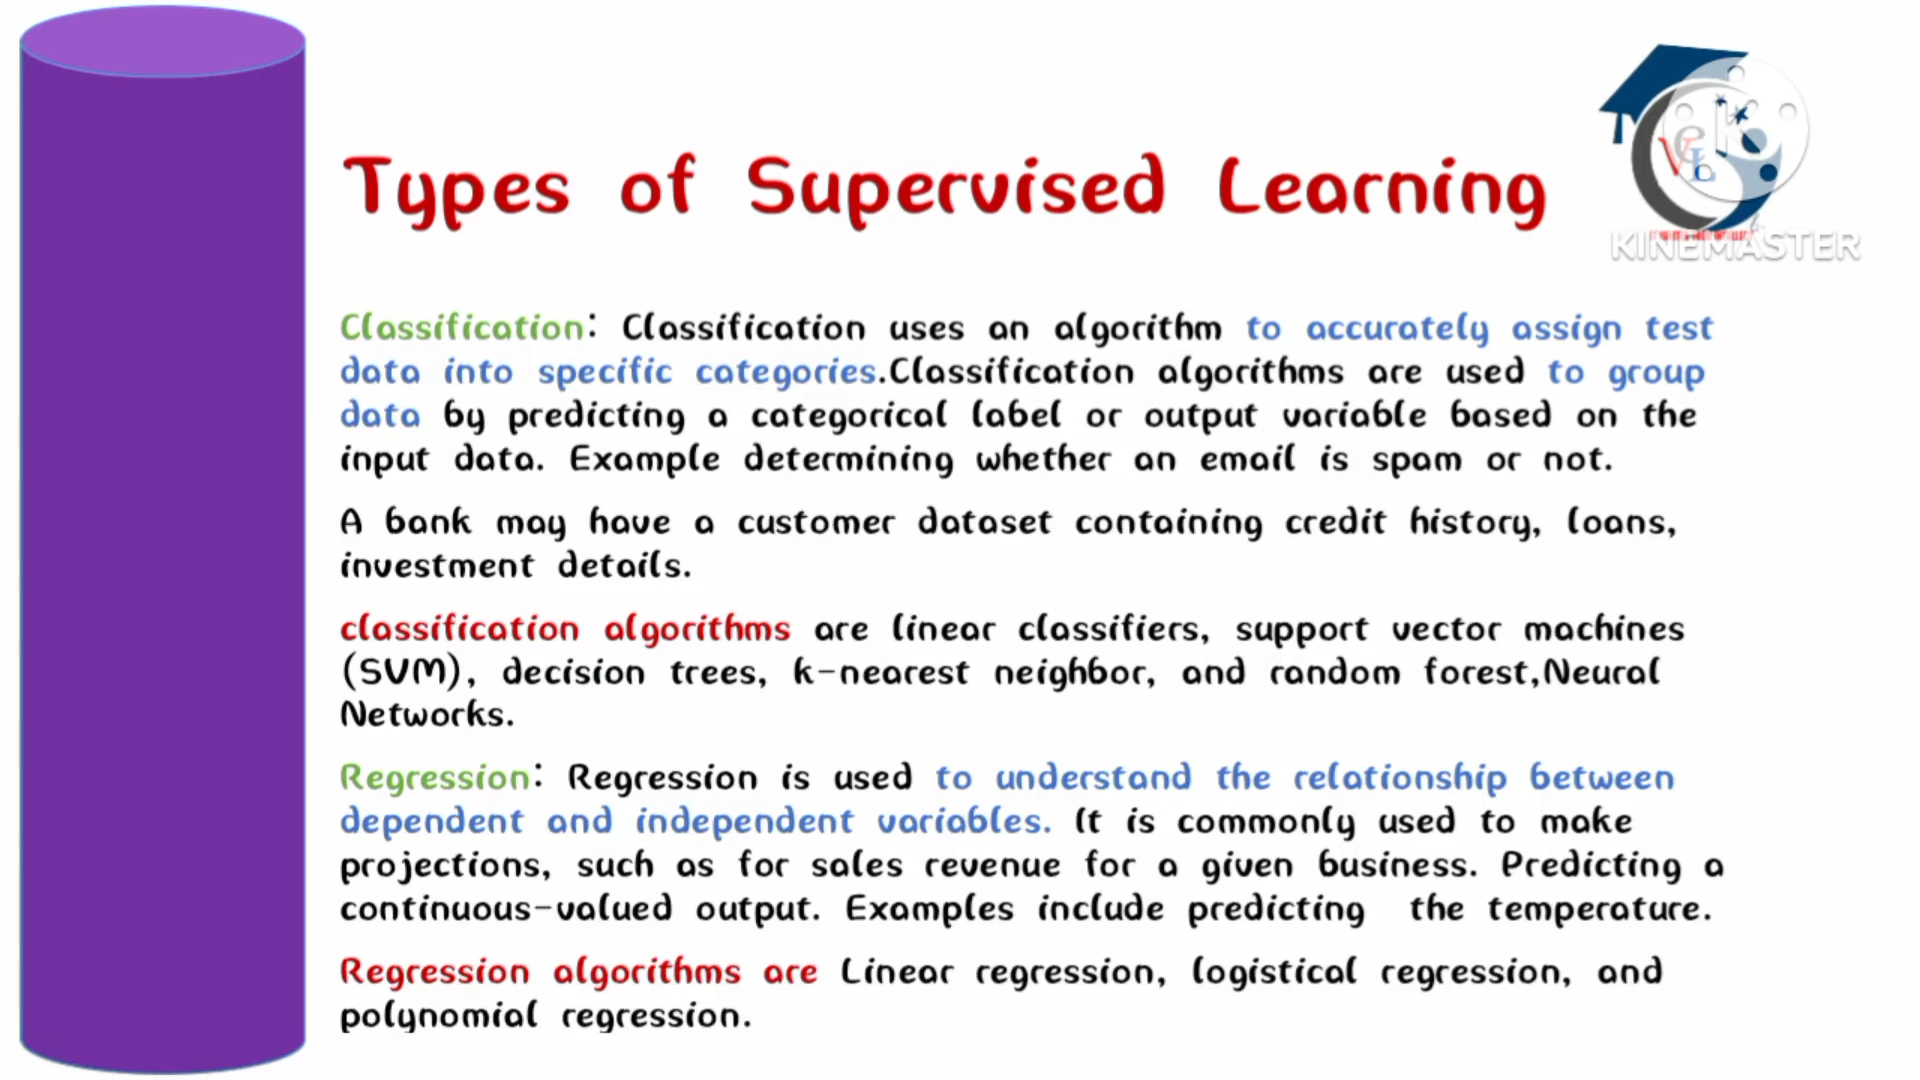 Types of Supervised Learning
KINEMASTER
Classification: Classification uses an algorithm to accurately assign test
data into specific categories.Classification algorithms are used to group
data by predicting a categorical label or output variable based on the
input data. Example determining whether an email is spam or not.
A bank may have a customer dataset containing credit history, loans,
investment details.
classification algorithms are linear classifiers, support vector machines
(SVM), decision trees, k-nearest neighbor, and random forest,Neural
Networks.
Regression: Regression is used to understand the relationship between
dependent and independent variables. It is commonly used to make
projections, such as for sales revenue for a given business. Predicting a
continuous-valued output. Examples include predicting the temperature.
Regression algorithms are Linear regression, logistical regression, and
polynomial regression.